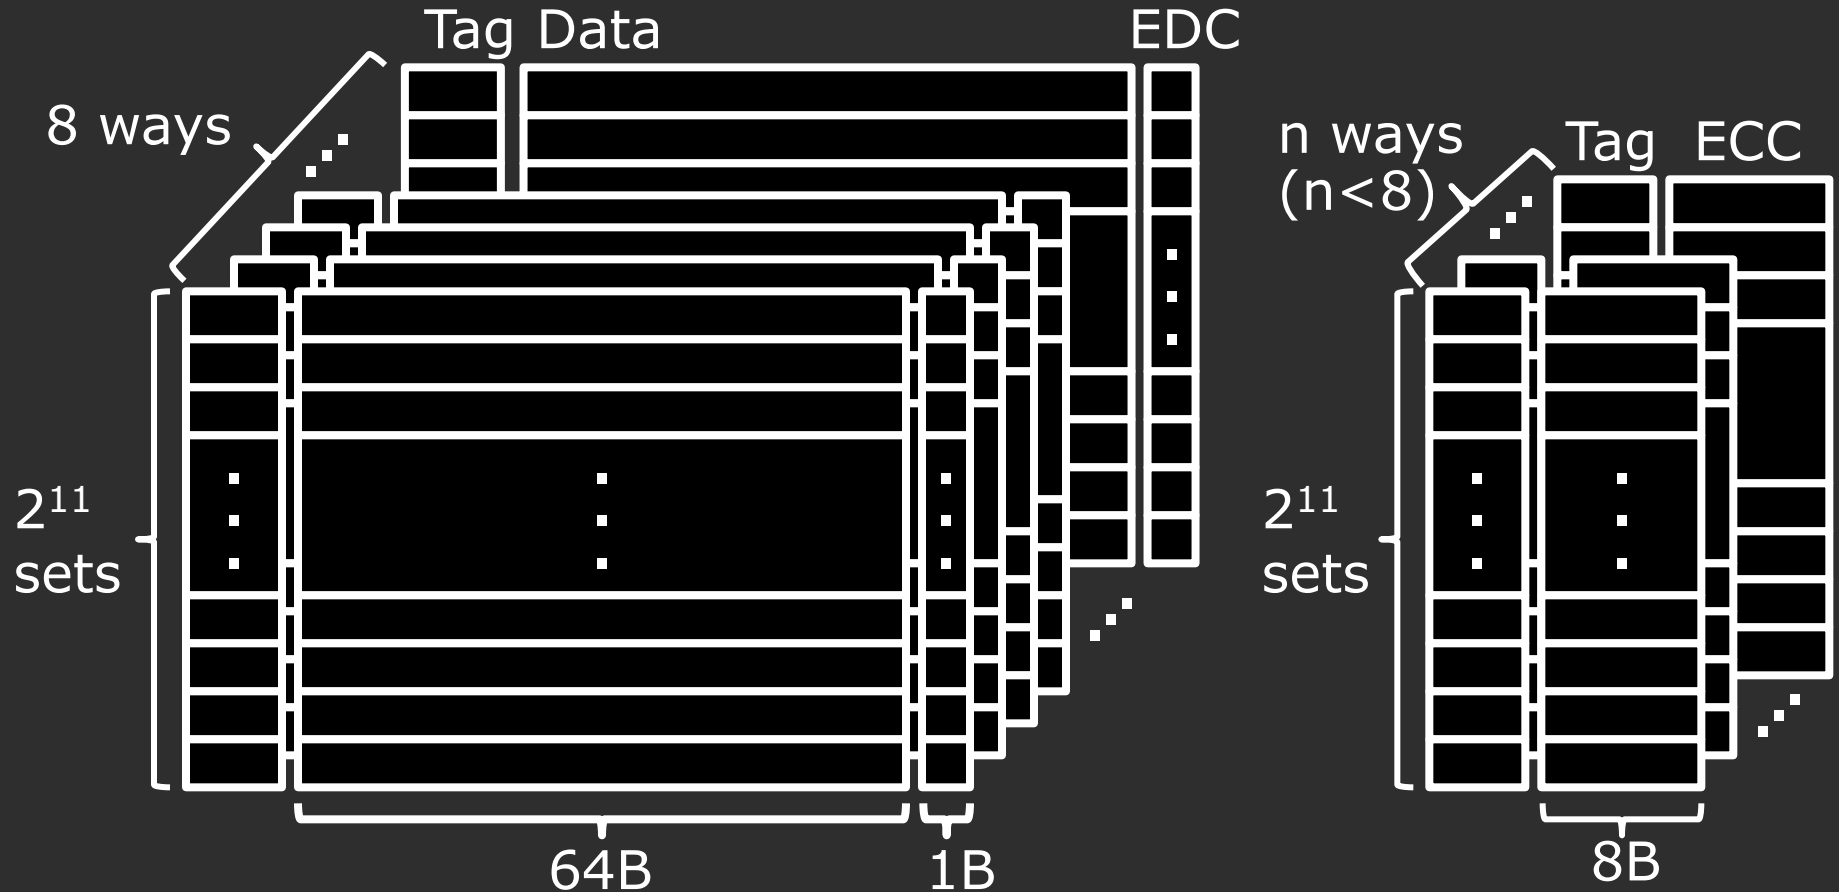 Tag Data EDC
8 ways
2¹¹
sets
64B 1B
n ways
(n<8)
Tag ECC
2¹¹
sets
8B